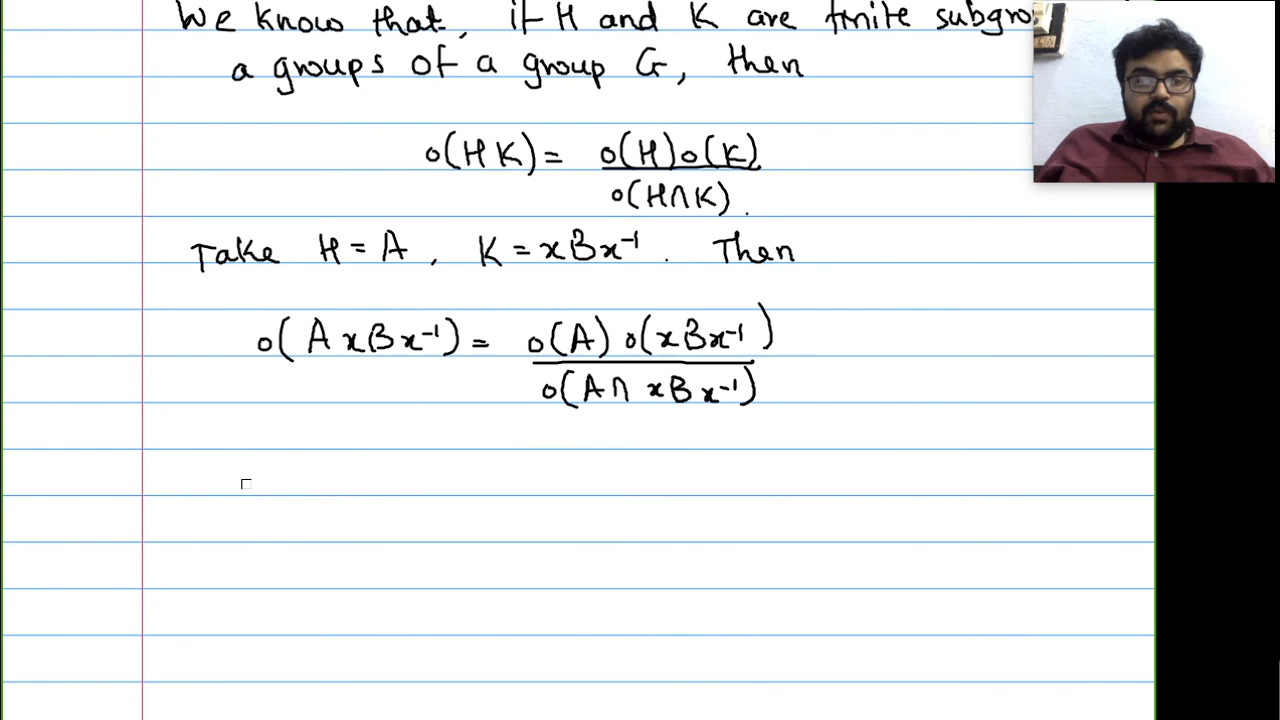 We know that, if H and K are finite subgro
a groups of a group G, then
o(HK) = o(H)o(K) / o(H∩K).
Take H = A, K = xBx⁻¹. Then
o(AxBx⁻¹) = o(A) o(xBx⁻¹) / o(A∩ xBx⁻¹)